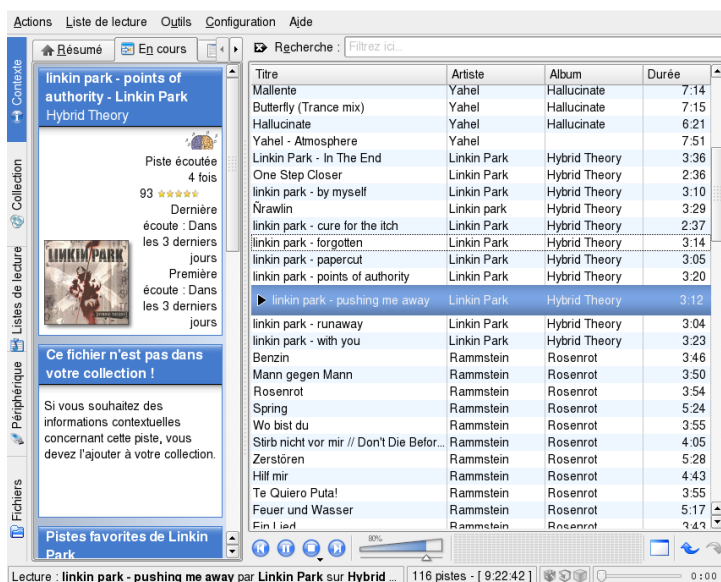 Actions Liste de lecture Outils Configuration Aide
Résumé En cours
Recherche : Filtrez ici...
Contexte
Collection
Listes de lecture
Périphérique
Fichiers
linkin park - points of
authority - Linkin Park
Hybrid Theory
Piste écoutée
4 fois
93
Dernière
écoute : Dans
les 3 derniers
jours
Première
écoute : Dans
les 3 derniers
jours
LINKIN PARK
Ce fichier n'est pas dans
votre collection !
Si vous souhaitez des
informations contextuelles
concernant cette piste, vous
devez l'ajouter à votre collection.
Pistes favorites de Linkin
Park
Titre Artiste Album Durée
Mallente Yahel Hallucinate 7:14
Butterfly (Trance mix) Yahel Hallucinate 7:15
Hallucinate Yahel Hallucinate 6:21
Yahel - Atmosphere Yahel 7:51
Linkin Park - In The End Linkin Park Hybrid Theory 3:36
One Step Closer Linkin Park Hybrid Theory 2:36
linkin park - by myself Linkin Park Hybrid Theory 3:10
Ñrawlin Linkin park Hybrid Theory 3:29
linkin park - cure for the itch Linkin Park Hybrid Theory 2:37
linkin park - forgotten Linkin Park Hybrid Theory 3:14
linkin park - papercut Linkin Park Hybrid Theory 3:05
linkin park - points of authority Linkin Park Hybrid Theory 3:20
linkin park - pushing me away Linkin Park Hybrid Theory 3:12
linkin park - runaway Linkin Park Hybrid Theory 3:04
linkin park - with you Linkin Park Hybrid Theory 3:23
Benzin Rammstein Rosenrot 3:46
Mann gegen Mann Rammstein Rosenrot 3:50
Rosenrot Rammstein Rosenrot 3:54
Spring Rammstein Rosenrot 5:24
Wo bist du Rammstein Rosenrot 3:55
Stirb nicht vor mir // Don't Die Befor... Rammstein Rosenrot 4:05
Zerstören Rammstein Rosenrot 5:28
Hilf mir Rammstein Rosenrot 4:43
Te Quiero Puta! Rammstein Rosenrot 3:55
Feuer und Wasser Rammstein Rosenrot 5:17
Ein Lied Rammstein Rosenrot 3:43
80%
Lecture : linkin park - pushing me away par Linkin Park sur Hybrid ... 116 pistes - [ 9:22:42 ] 0:00